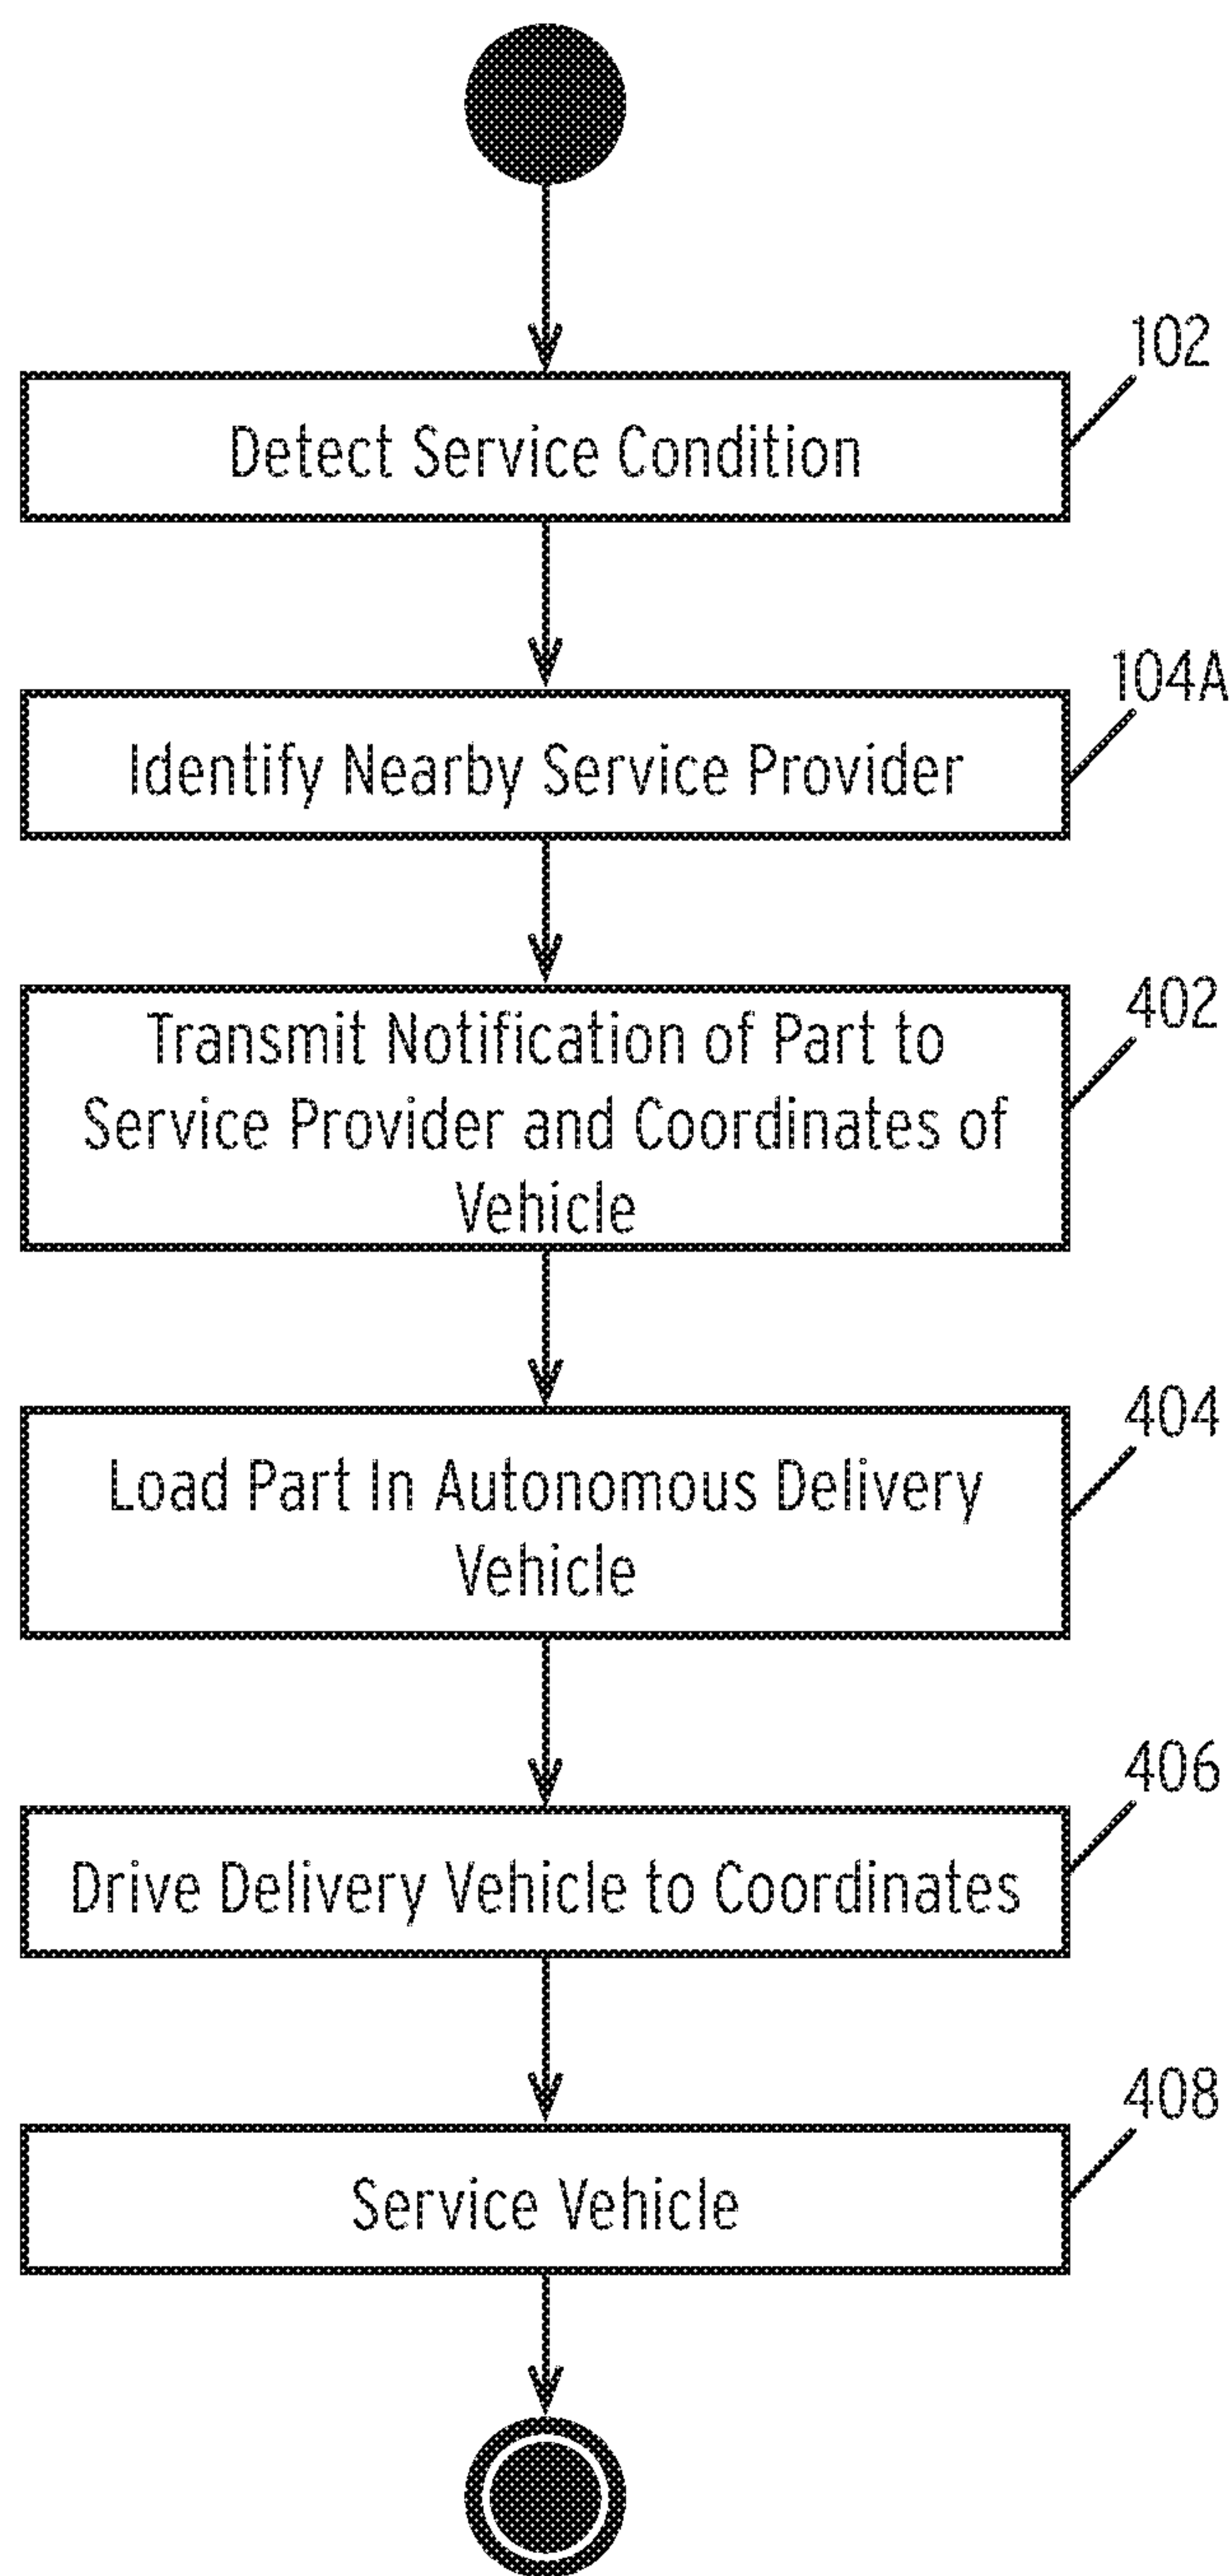 102
Detect Service Condition
104A
Identify Nearby Service Provider
402
Transmit Notification of Part to
Service Provider and Coordinates of
Vehicle
404
Load Part In Autonomous Delivery
Vehicle
406
Drive Delivery Vehicle to Coordinates
408
Service Vehicle